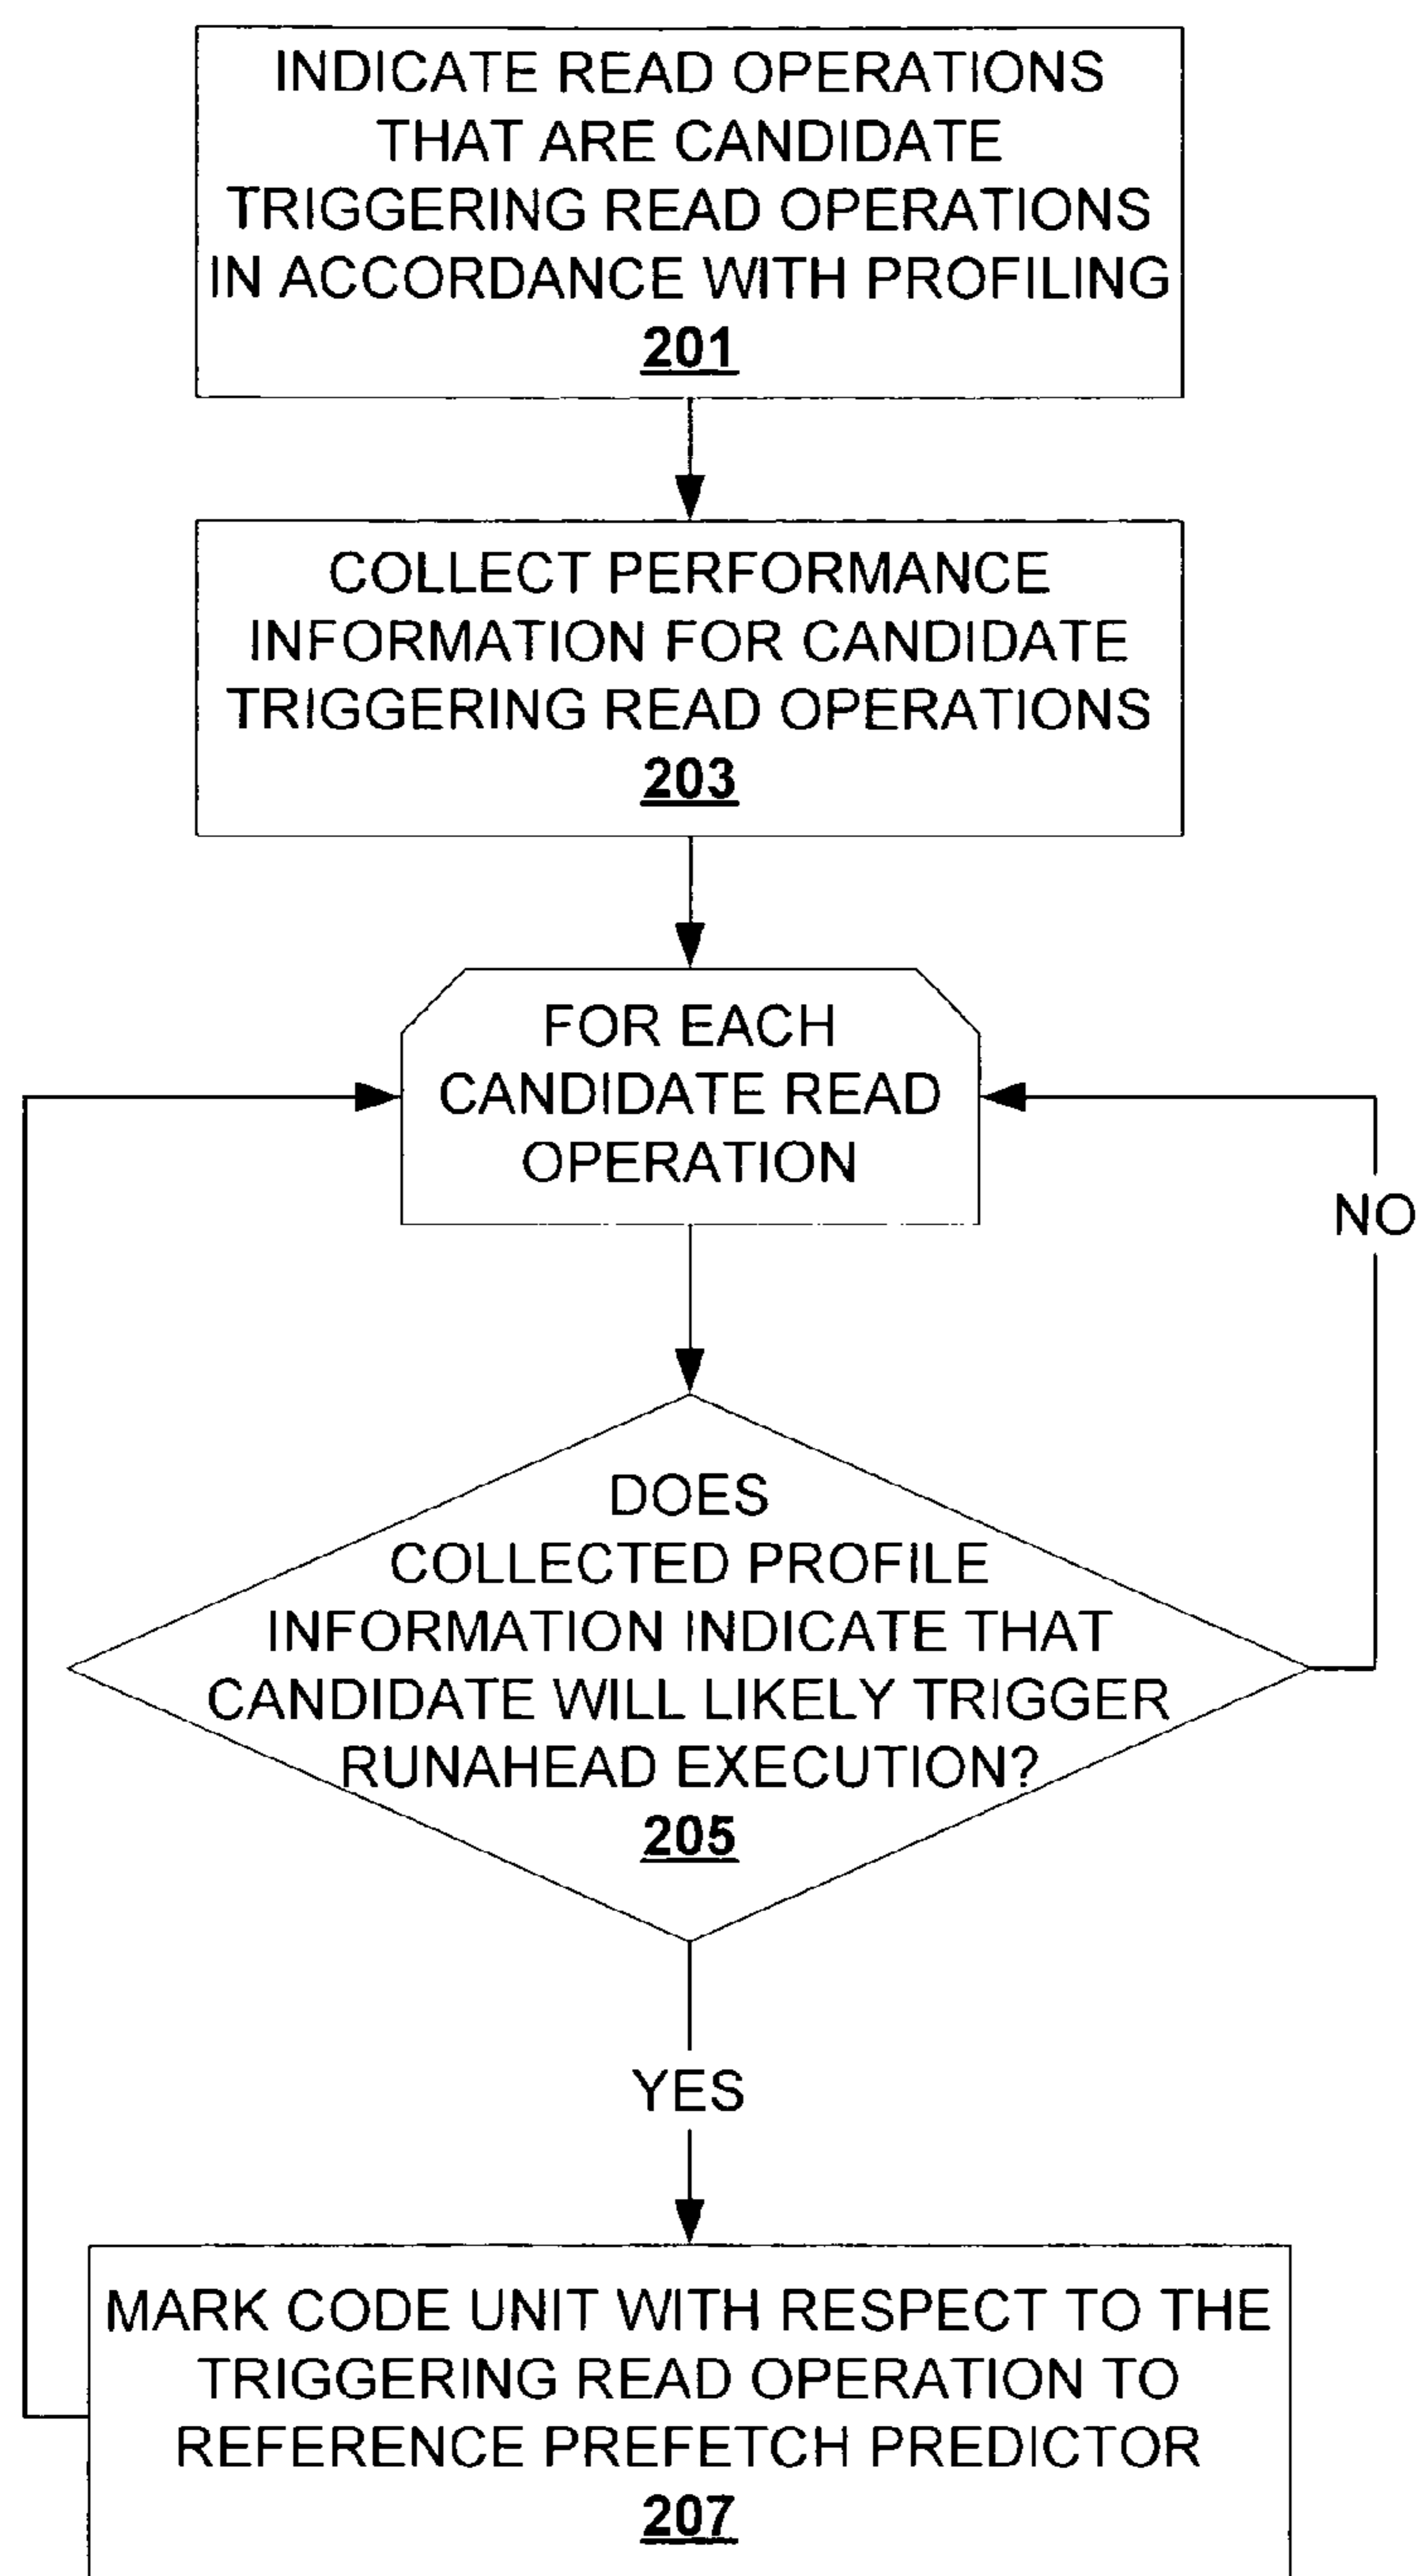 INDICATE READ OPERATIONS
THAT ARE CANDIDATE
TRIGGERING READ OPERATIONS
IN ACCORDANCE WITH PROFILING
201
COLLECT PERFORMANCE
INFORMATION FOR CANDIDATE
TRIGGERING READ OPERATIONS
203
FOR EACH
CANDIDATE READ
OPERATION
NO
DOES
COLLECTED PROFILE
INFORMATION INDICATE THAT
CANDIDATE WILL LIKELY TRIGGER
RUNAHEAD EXECUTION?
205
YES
MARK CODE UNIT WITH RESPECT TO THE
TRIGGERING READ OPERATION TO
REFERENCE PREFETCH PREDICTOR
207